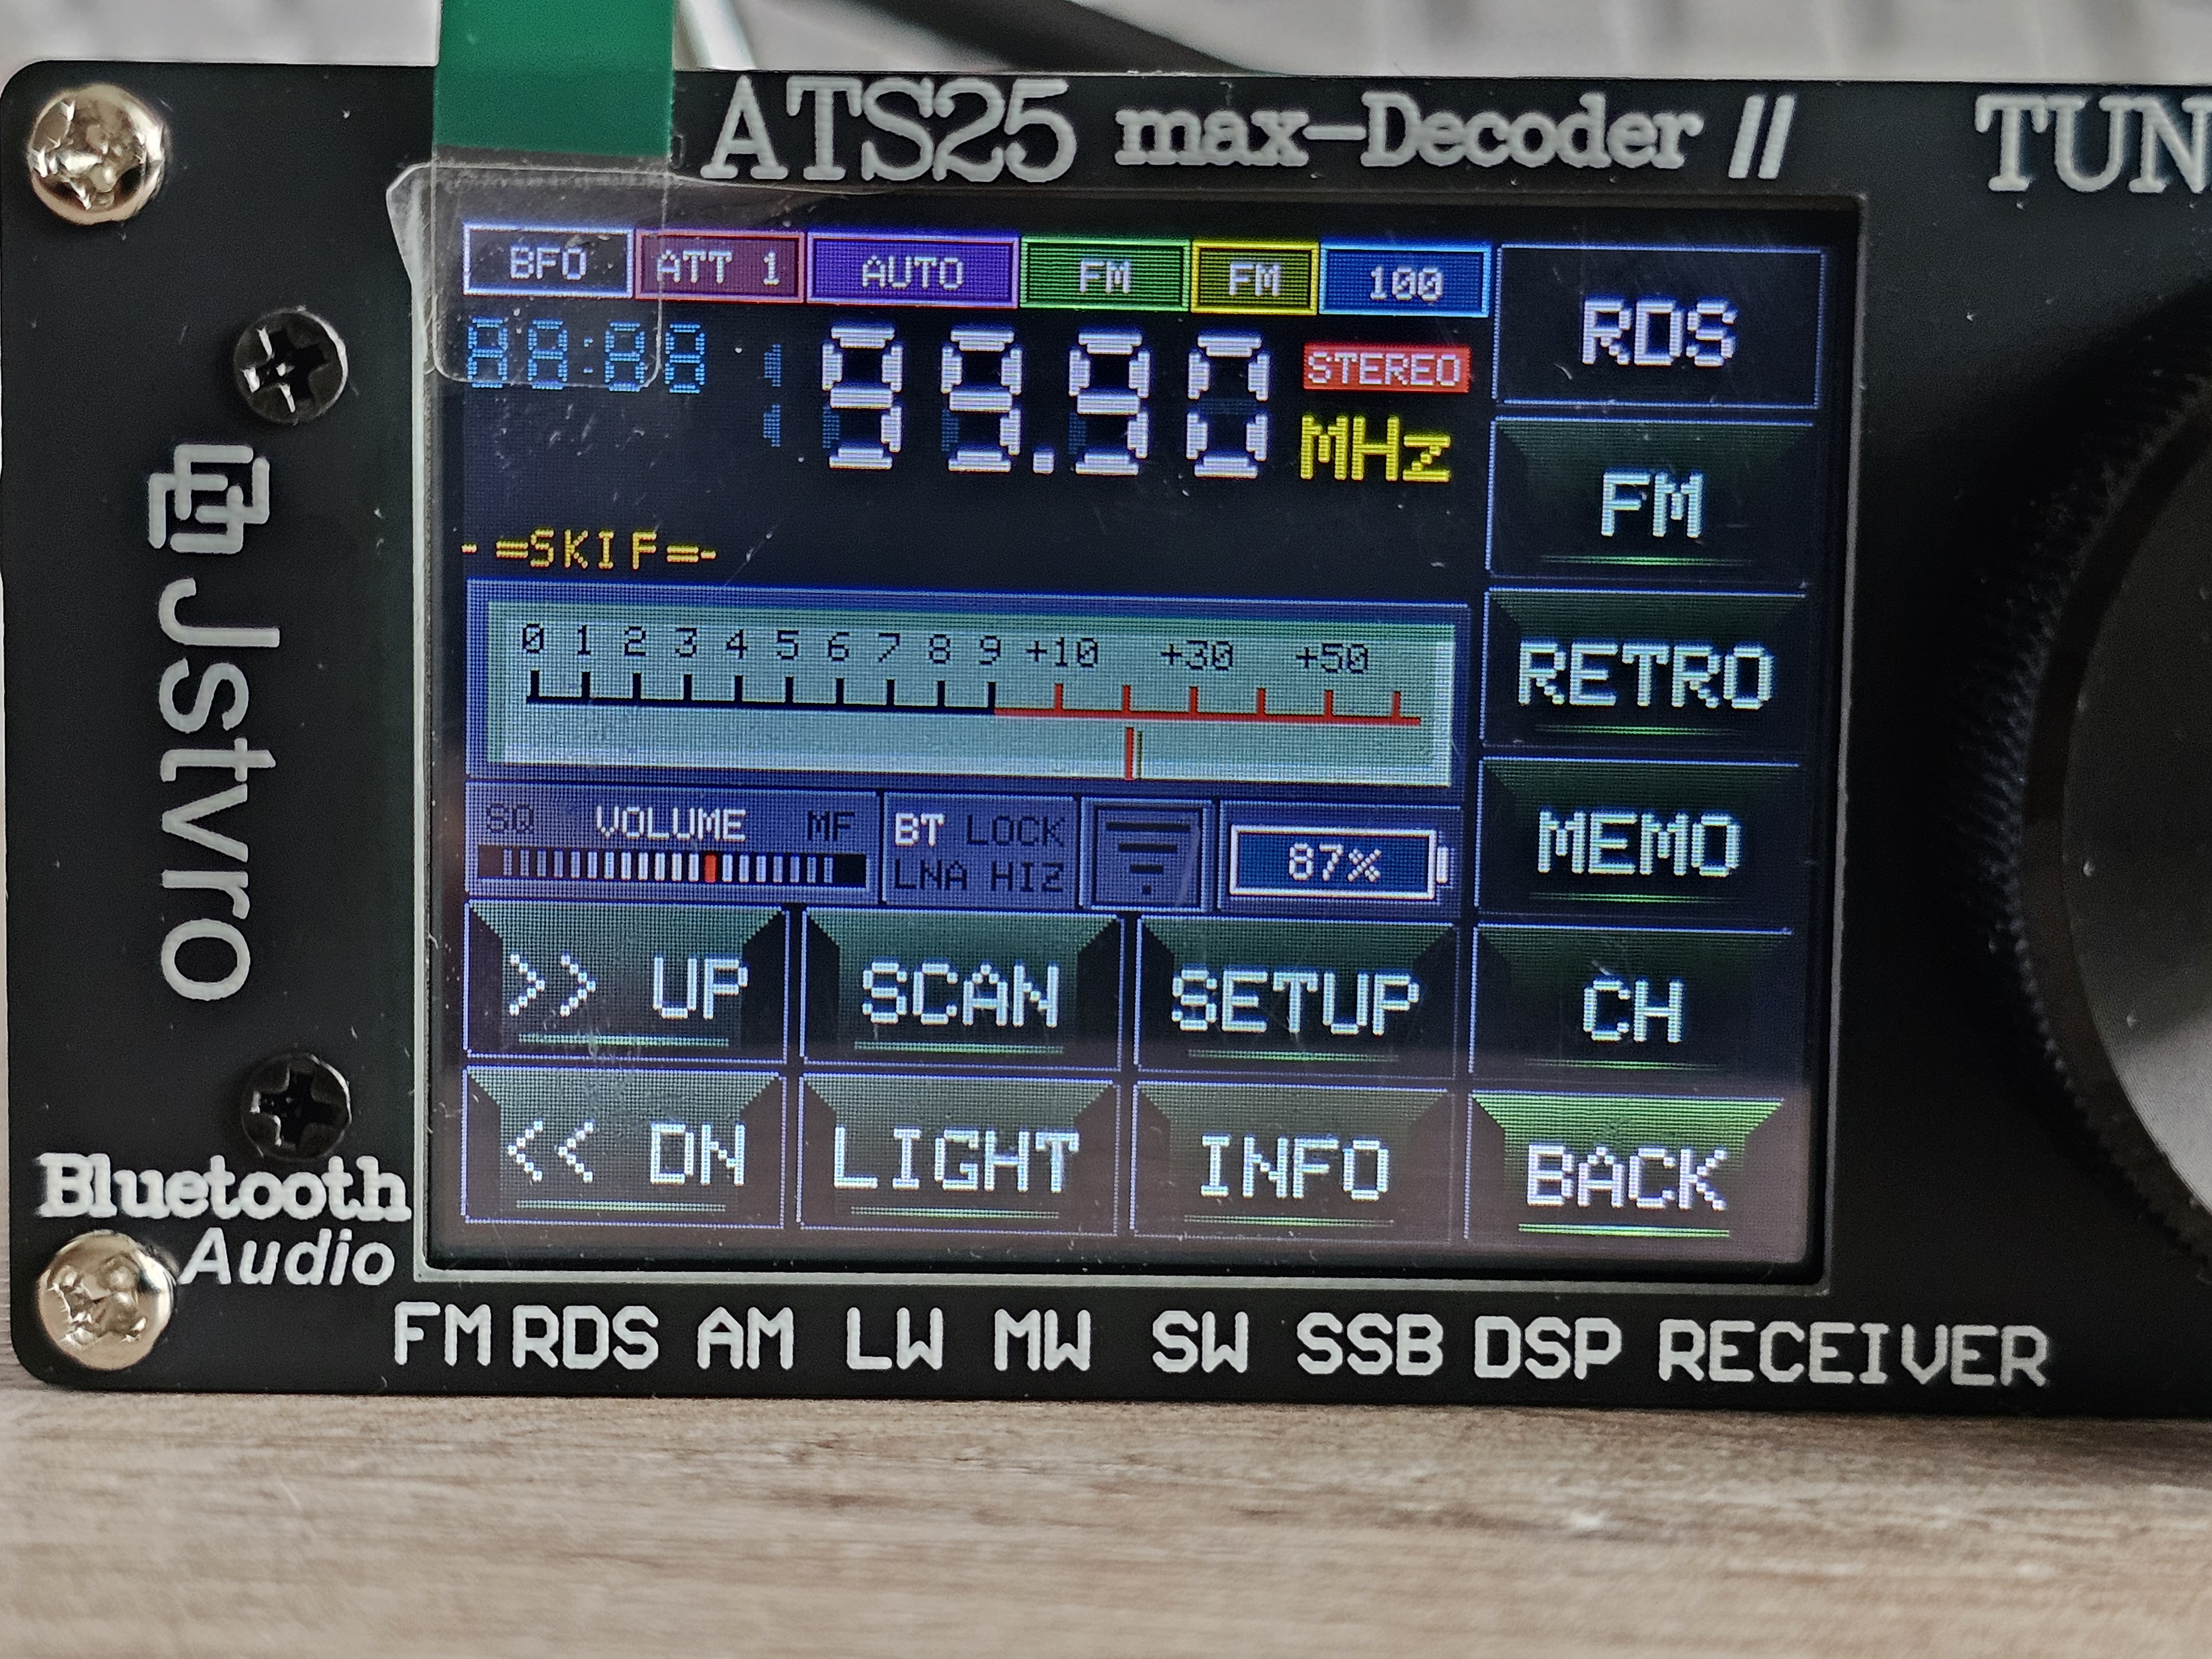 ATS25 max-Decoder II
TUN
BFO ATT 1 AUTO FM FM 100
RDS
99.90 STEREO
MHz
FM
-=SKIF=-
0 1 2 3 4 5 6 7 8 9 +10 +30 +50
RETRO
SQ VOLUME MF
BT LOCK
LNA HIZ
87%
MEMO
>> UP SCAN SETUP CH
<< DN LIGHT INFO BACK
Jstvro
Bluetooth
Audio
FM RDS AM LW MW SW SSB DSP RECEIVER